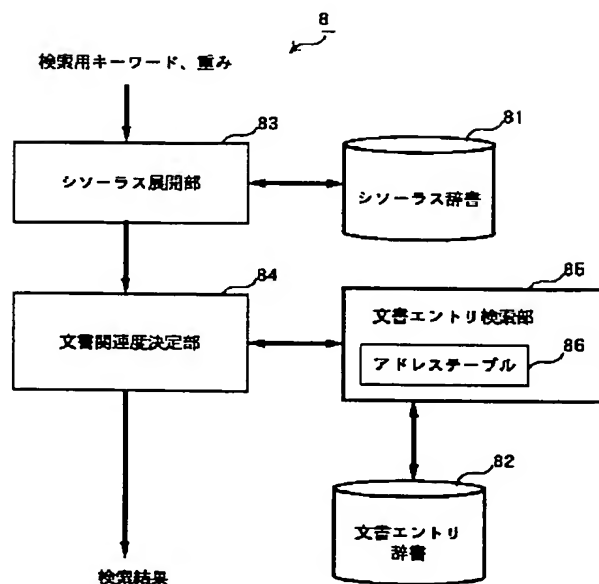 8
検索用キーワード、重み
83
シソーラス展開部
81
シソーラス辞書
84
文書関連度決定部
85
文書エントリ検索部
アドレステーブル
86
82
文書エントリ
辞書
検索結果